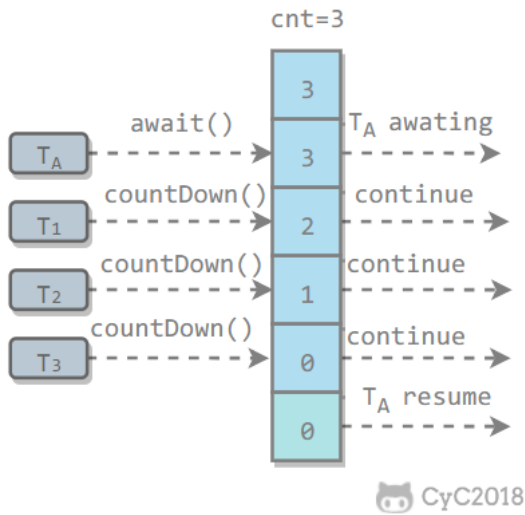 cnt=3
3
await()
TA awating
TA
3
countDown()
continue
T1
2
countDown()
continue
T2
1
countDown()
continue
T3
0
TA resume
0
CyC2018